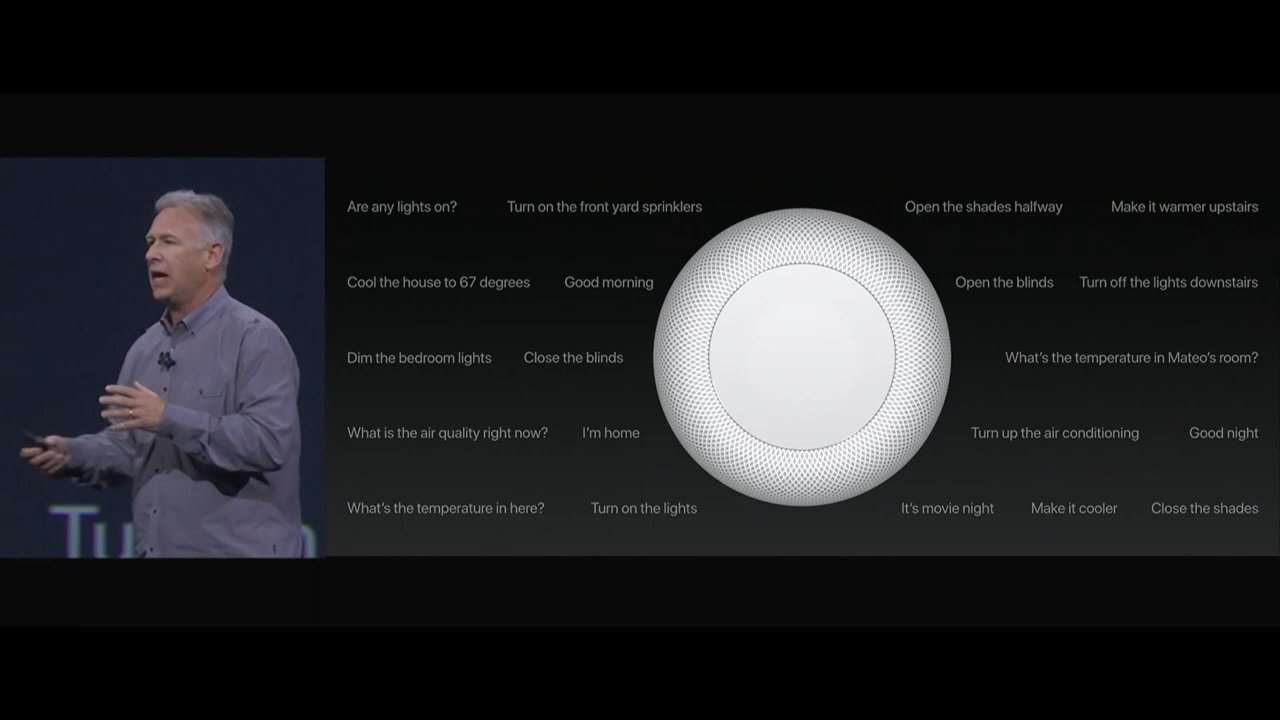 Are any lights on? Turn on the front yard sprinklers Open the shades halfway Make it warmer upstairs
Cool the house to 67 degrees Good morning Open the blinds Turn off the lights downstairs
Dim the bedroom lights Close the blinds What's the temperature in Mateo's room?
What is the air quality right now? I'm home Turn up the air conditioning Good night
What's the temperature in here? Turn on the lights It's movie night Make it cooler Close the shades
Tu